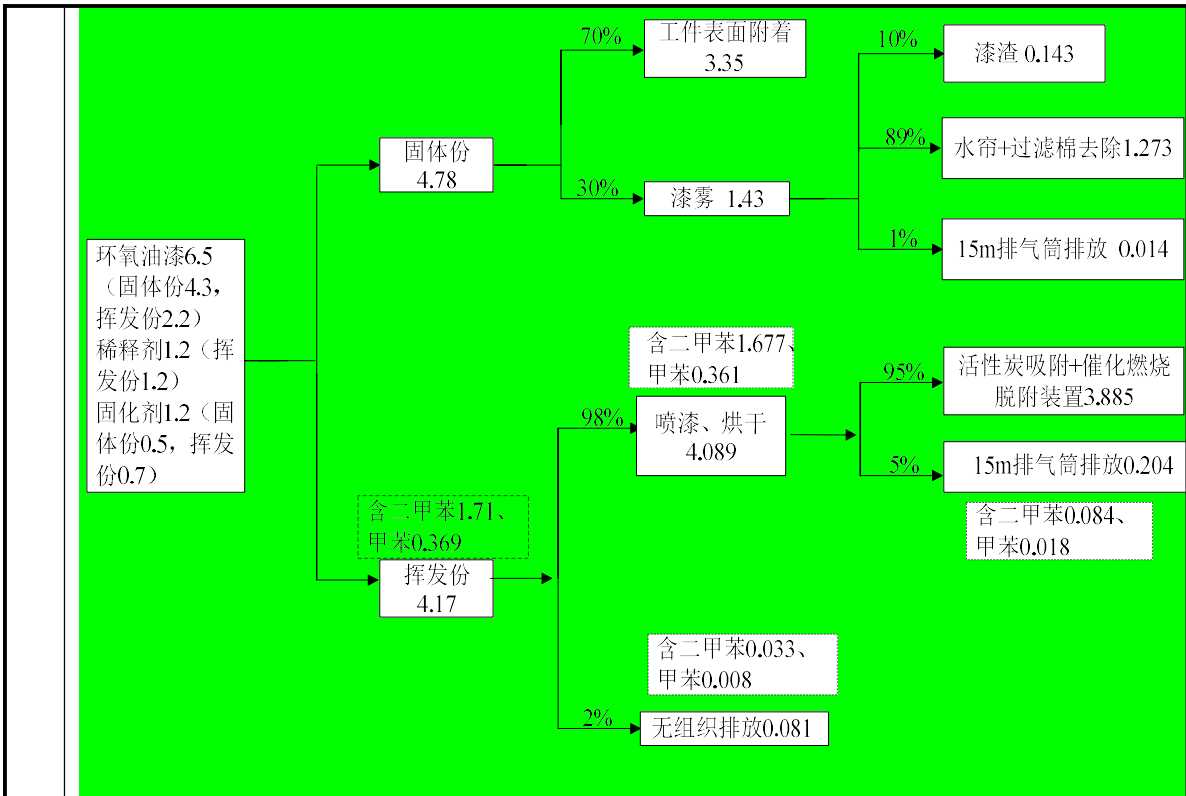 70%
工件表面附着
3.35
10%
漆渣 0.143
固体份
4.78
89%
水帘+过滤棉去除1.273
30%
漆雾 1.43
1%
15m排气筒排放 0.014
环氧油漆6.5
（固体份4.3，
挥发份2.2）
稀释剂1.2（挥
发份1.2）
固化剂1.2（固
体份0.5，挥发
份0.7）
含二甲苯1.677、
甲苯0.361
98%
喷漆、烘干
4.089
95%
活性炭吸附+催化燃烧
脱附装置3.885
5%
15m排气筒排放0.204
含二甲苯0.084、
甲苯0.018
含二甲苯1.71、
甲苯0.369
挥发份
4.17
含二甲苯0.033、
甲苯0.008
2%
无组织排放0.081